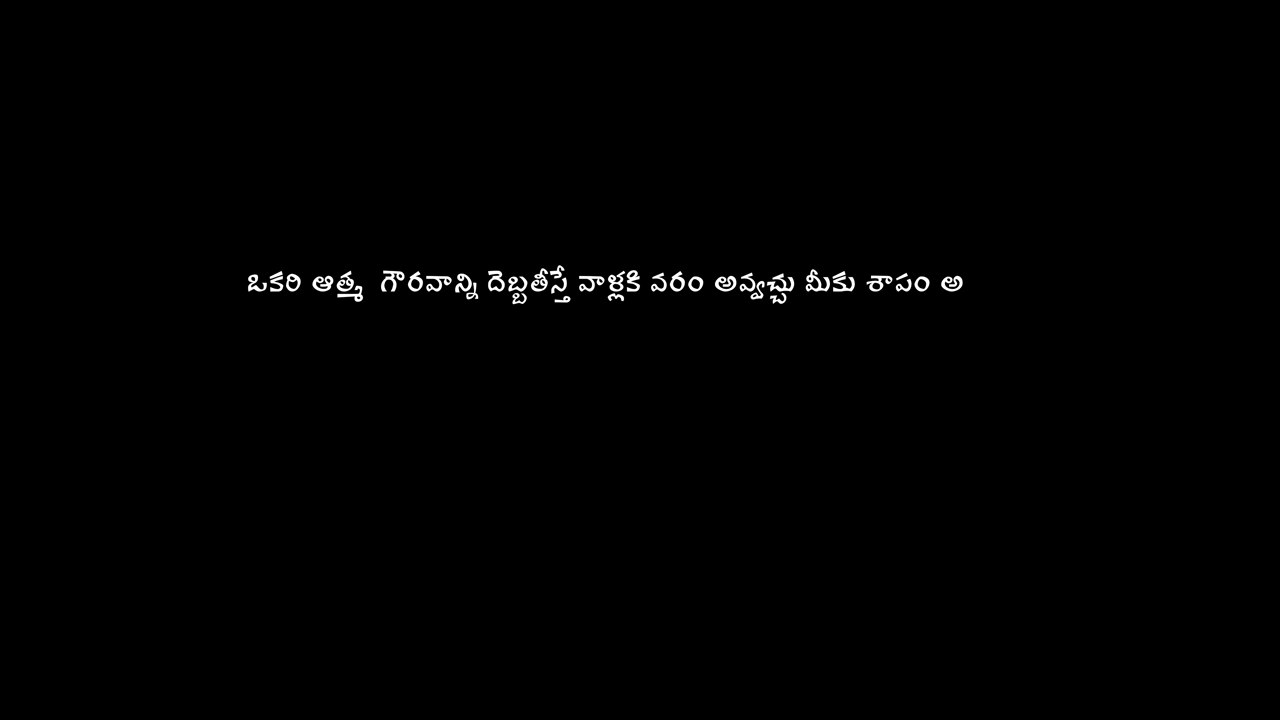 ఒకరి ఆత్మ  గౌరవాన్ని దెబ్బతీస్తే వాళ్లకి వరం అవ్వచ్చు మీకు శాపం అ